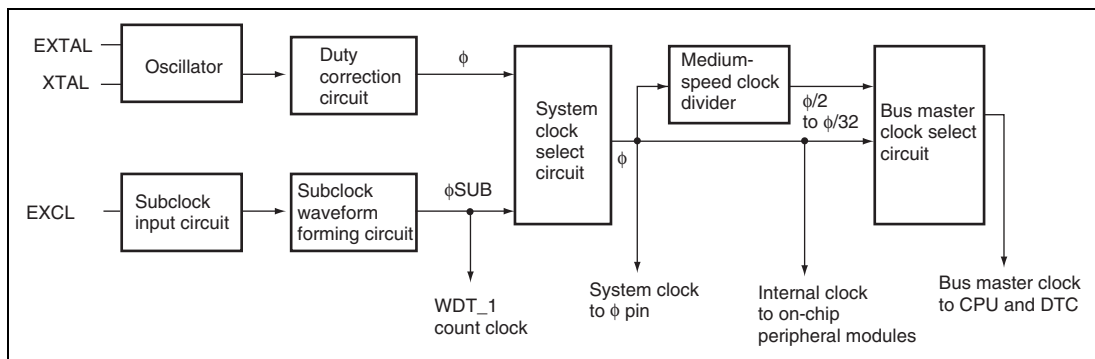 EXTAL
XTAL
Oscillator
Duty
correction
circuit
ϕ
System
clock
select
circuit
ϕ
Medium-
speed clock
divider
ϕ/2
to ϕ/32
Bus master
clock select
circuit
EXCL
Subclock
input circuit
Subclock
waveform
forming circuit
ϕSUB
WDT_1
count clock
System clock
to ϕ pin
Internal clock
to on-chip
peripheral modules
Bus master clock
to CPU and DTC